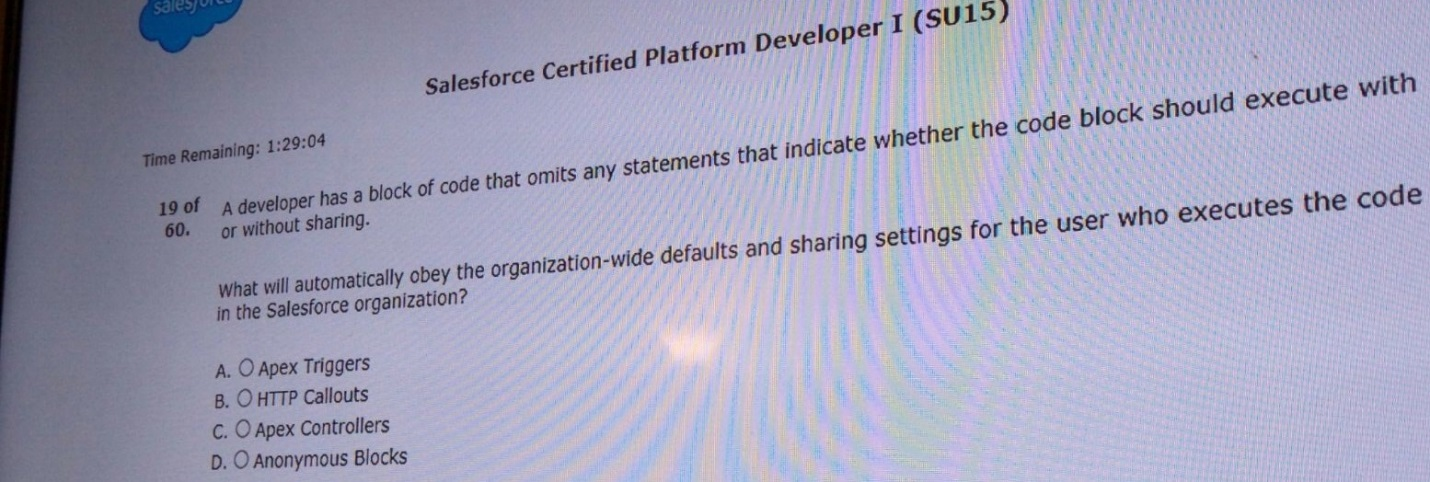 Salesforce Certified Platform Developer I (SU15)
Time Remaining: 1:29:04
19 of A developer has a block of code that omits any statements that indicate whether the code block should execute with
60. or without sharing.
What will automatically obey the organization-wide defaults and sharing settings for the user who executes the code
in the Salesforce organization?
A. Apex Triggers
B. HTTP Callouts
C. Apex Controllers
D. Anonymous Blocks